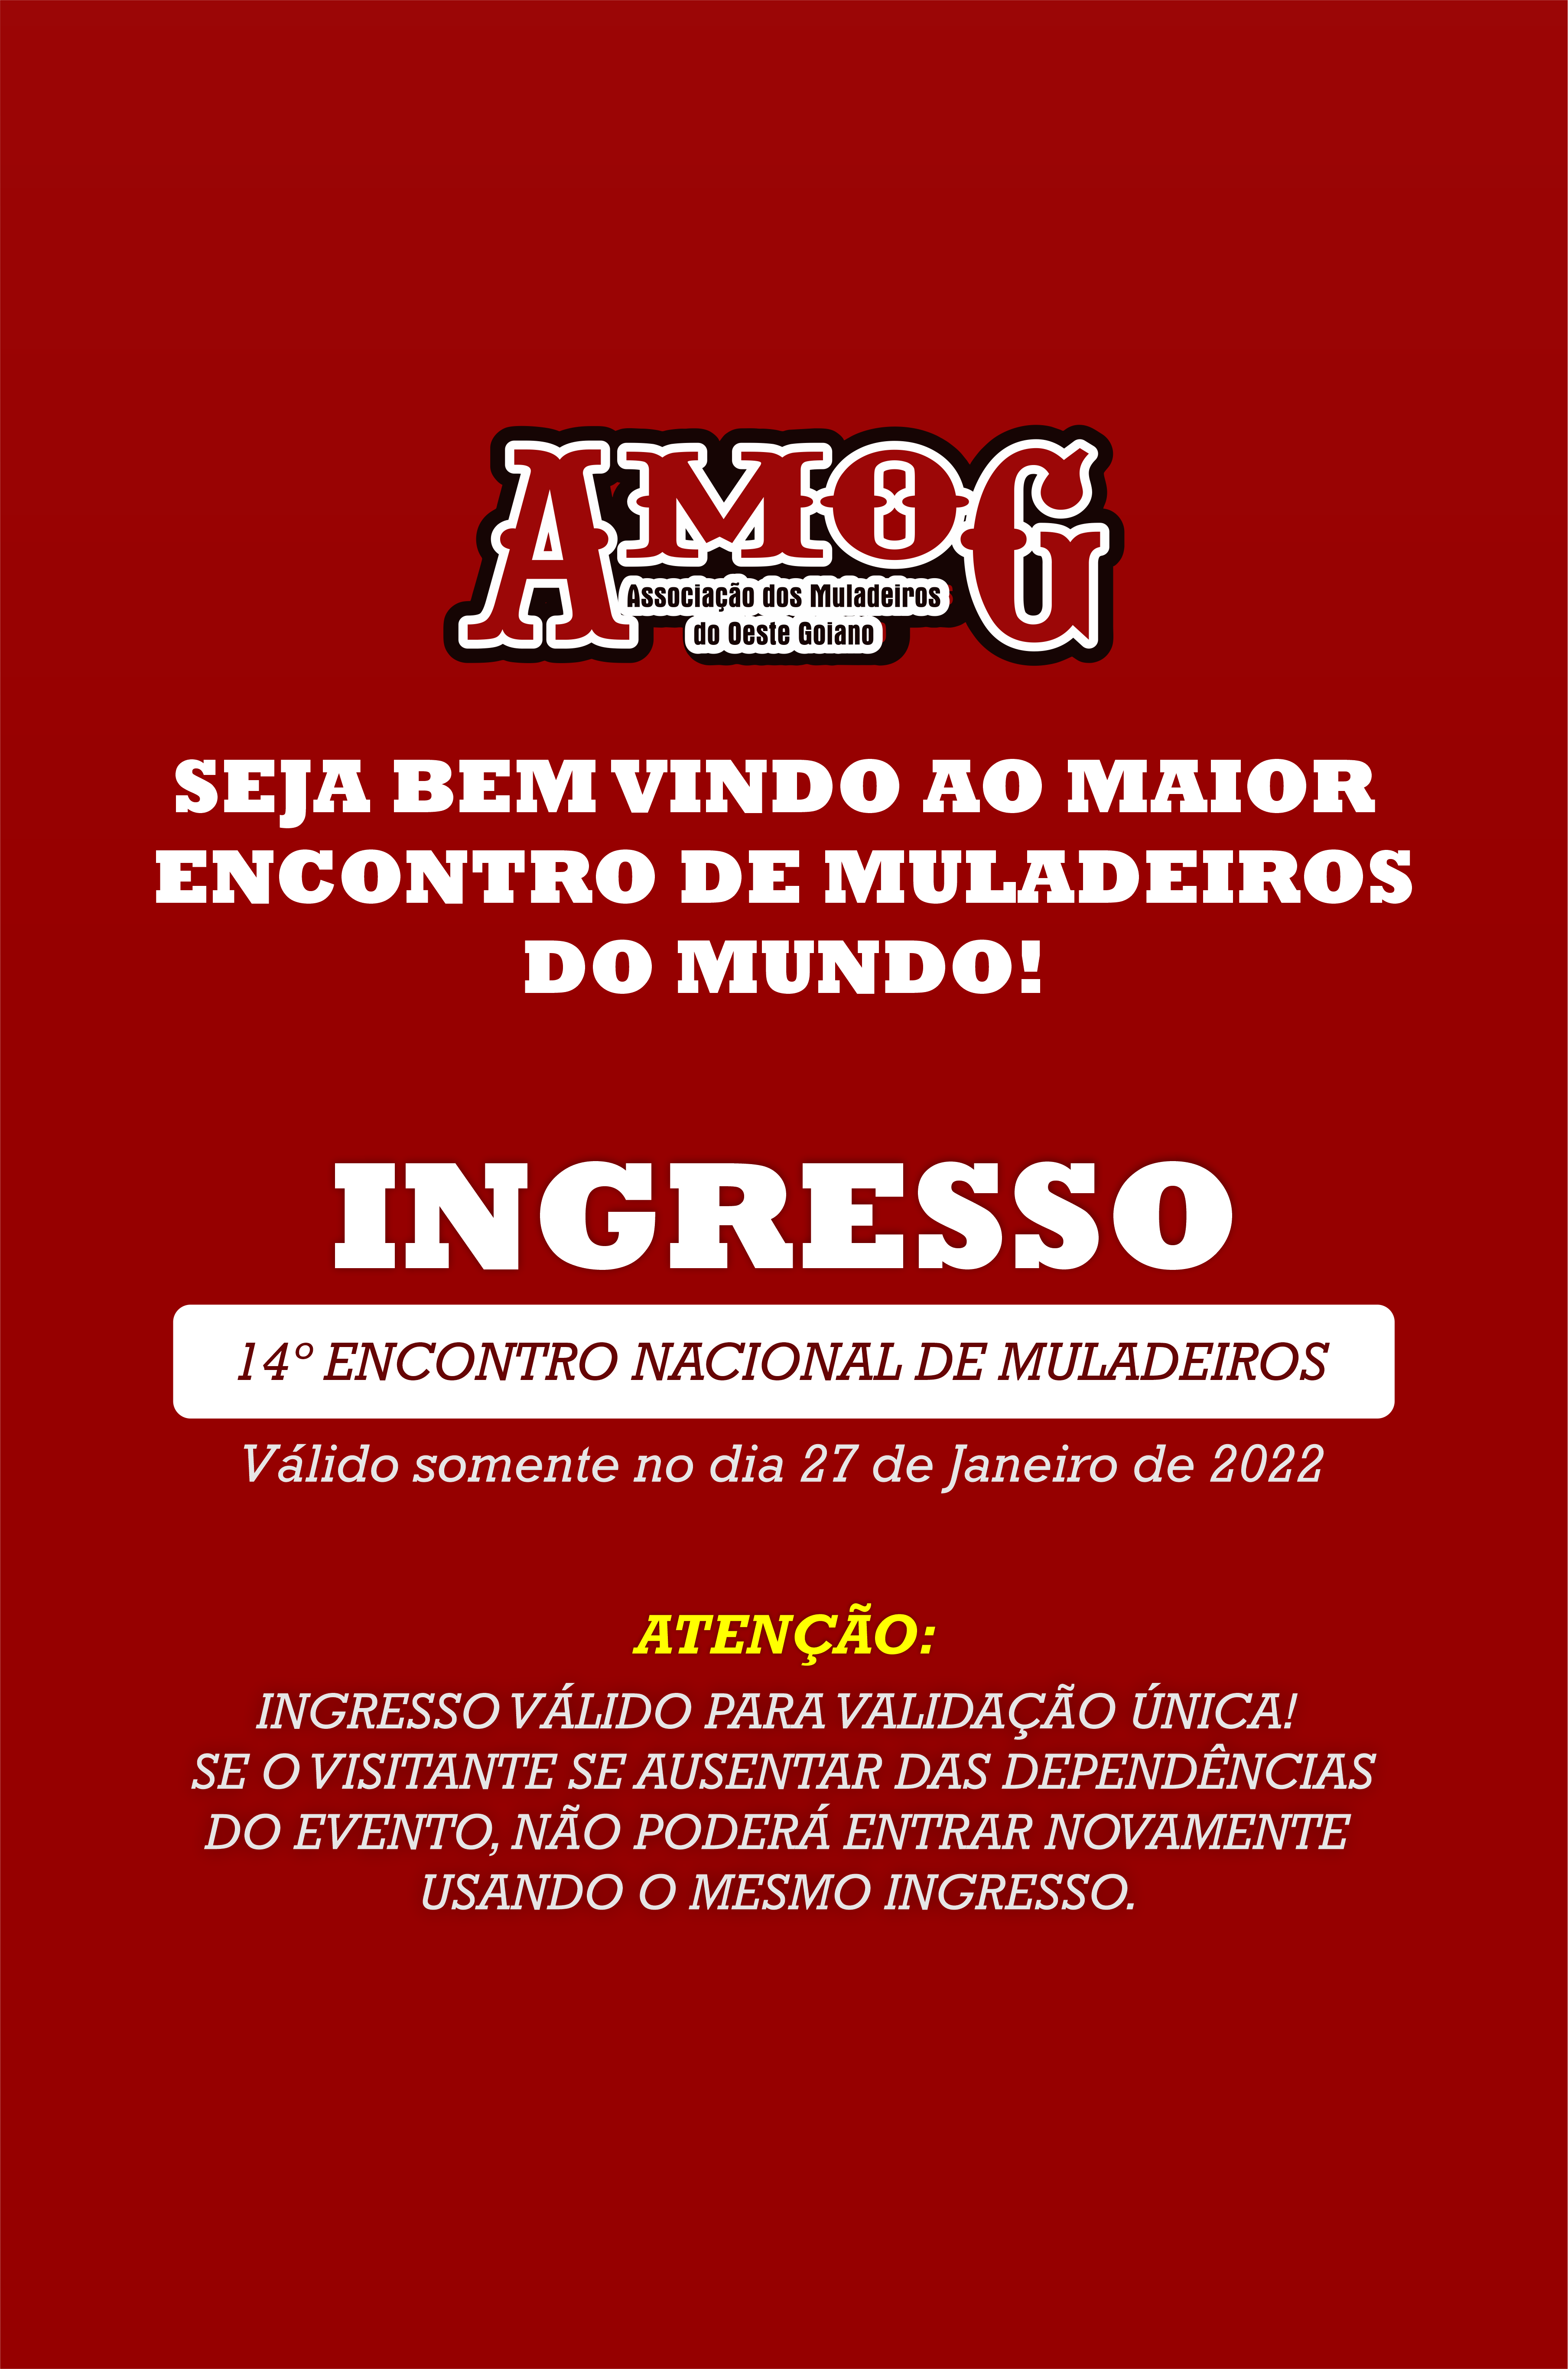 AMOG
Associação dos Muladeiros
do Oeste Goiano
SEJA BEM VINDO AO MAIOR
ENCONTRO DE MULADEIROS
DO MUNDO!
INGRESSO
14º ENCONTRO NACIONAL DE MULADEIROS
Válido somente no dia 27 de Janeiro de 2022
ATENÇÃO:
INGRESSO VÁLIDO PARA VALIDAÇÃO ÚNICA!
SE O VISITANTE SE AUSENTAR DAS DEPENDÊNCIAS
DO EVENTO, NÃO PODERÁ ENTRAR NOVAMENTE
USANDO O MESMO INGRESSO.